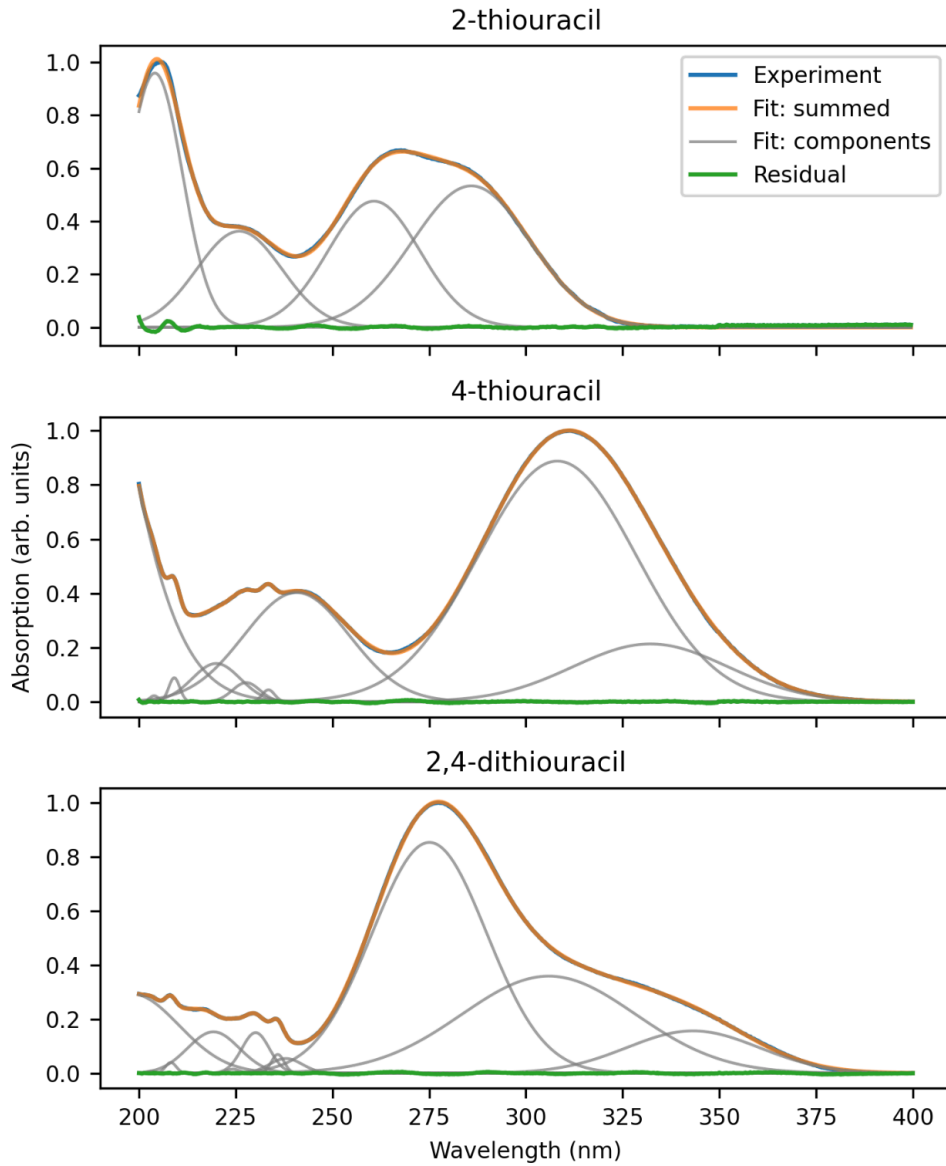 2-thiouracil
1.0
0.8
0.6
0.4
0.2
0.0
Experiment
Fit: summed
Fit: components
Residual
4-thiouracil
Absorption (arb. units)
1.0
0.8
0.6
0.4
0.2
0.0
2,4-dithiouracil
1.0
0.8
0.6
0.4
0.2
0.0
200 225 250 275 300 325 350 375 400
Wavelength (nm)